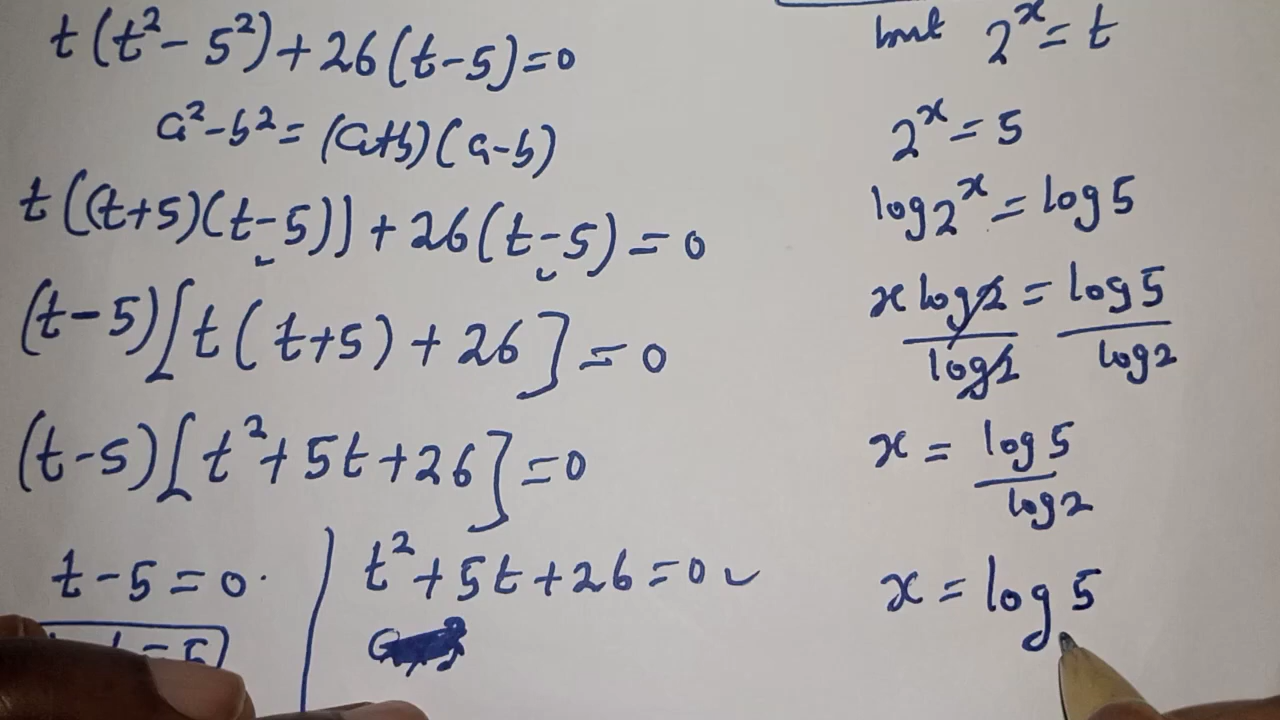 t(t²-5²)+26(t-5)=0
a²-b²=(a+b)(a-b)
t((t+5)(t-5))+26(t-5)=0
(t-5)[t(t+5)+26]=0
(t-5)[t²+5t+26]=0
t-5=0.
t=5
t²+5t+26=0
but 2ˣ=t
2ˣ=5
log2ˣ=log5
xlog2/log2=log5/log2
x=log5/log2
x=log5